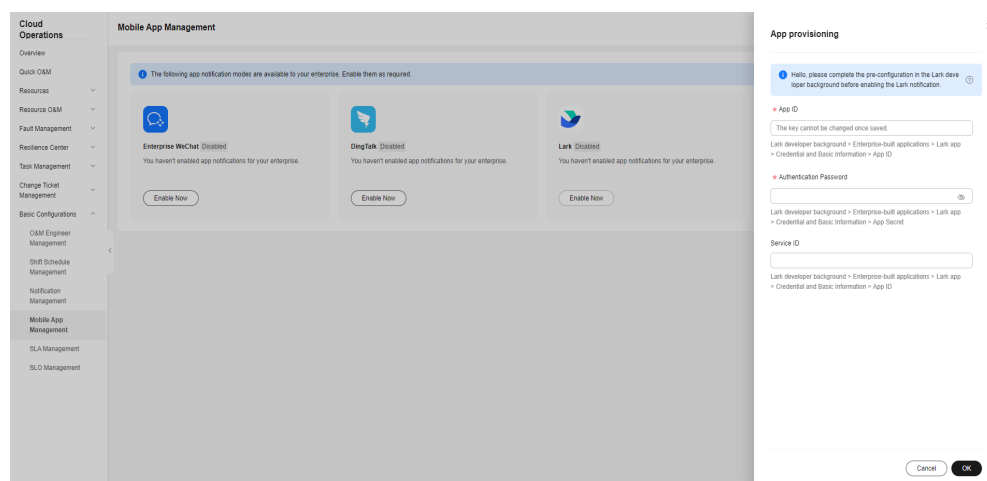 Cloud
Operations
Overview
Quick O&M
Resources
Resource O&M
Fault Management
Resilience Center
Task Management
Change Ticket
Management
Basic Configurations
O&M Engineer
Management
Shift Schedule
Management
Notification
Management
Mobile App
Management
SLA Management
SLO Management
Mobile App Management
The following app notification modes are available to your enterprise. Enable them as required.
Enterprise WeChat Disabled
You haven't enabled app notifications for your enterprise.
Enable Now
DingTalk Disabled
You haven't enabled app notifications for your enterprise.
Enable Now
Lark Disabled
You haven't enabled app notifications for your enterprise.
Enable Now
App provisioning
Hello, please complete the pre-configuration in the Lark deve
loper background before enabling the Lark notification.
* App ID
The key cannot be changed once saved.
Lark developer background > Enterprise-built applications > Lark app
> Credential and Basic Information > App ID
* Authentication Password
Lark developer background > Enterprise-built applications > Lark app
> Credential and Basic Information > App Secret
Service ID
Lark developer background > Enterprise-built applications > Lark app
> Credential and Basic Information > App ID
Cancel
OK